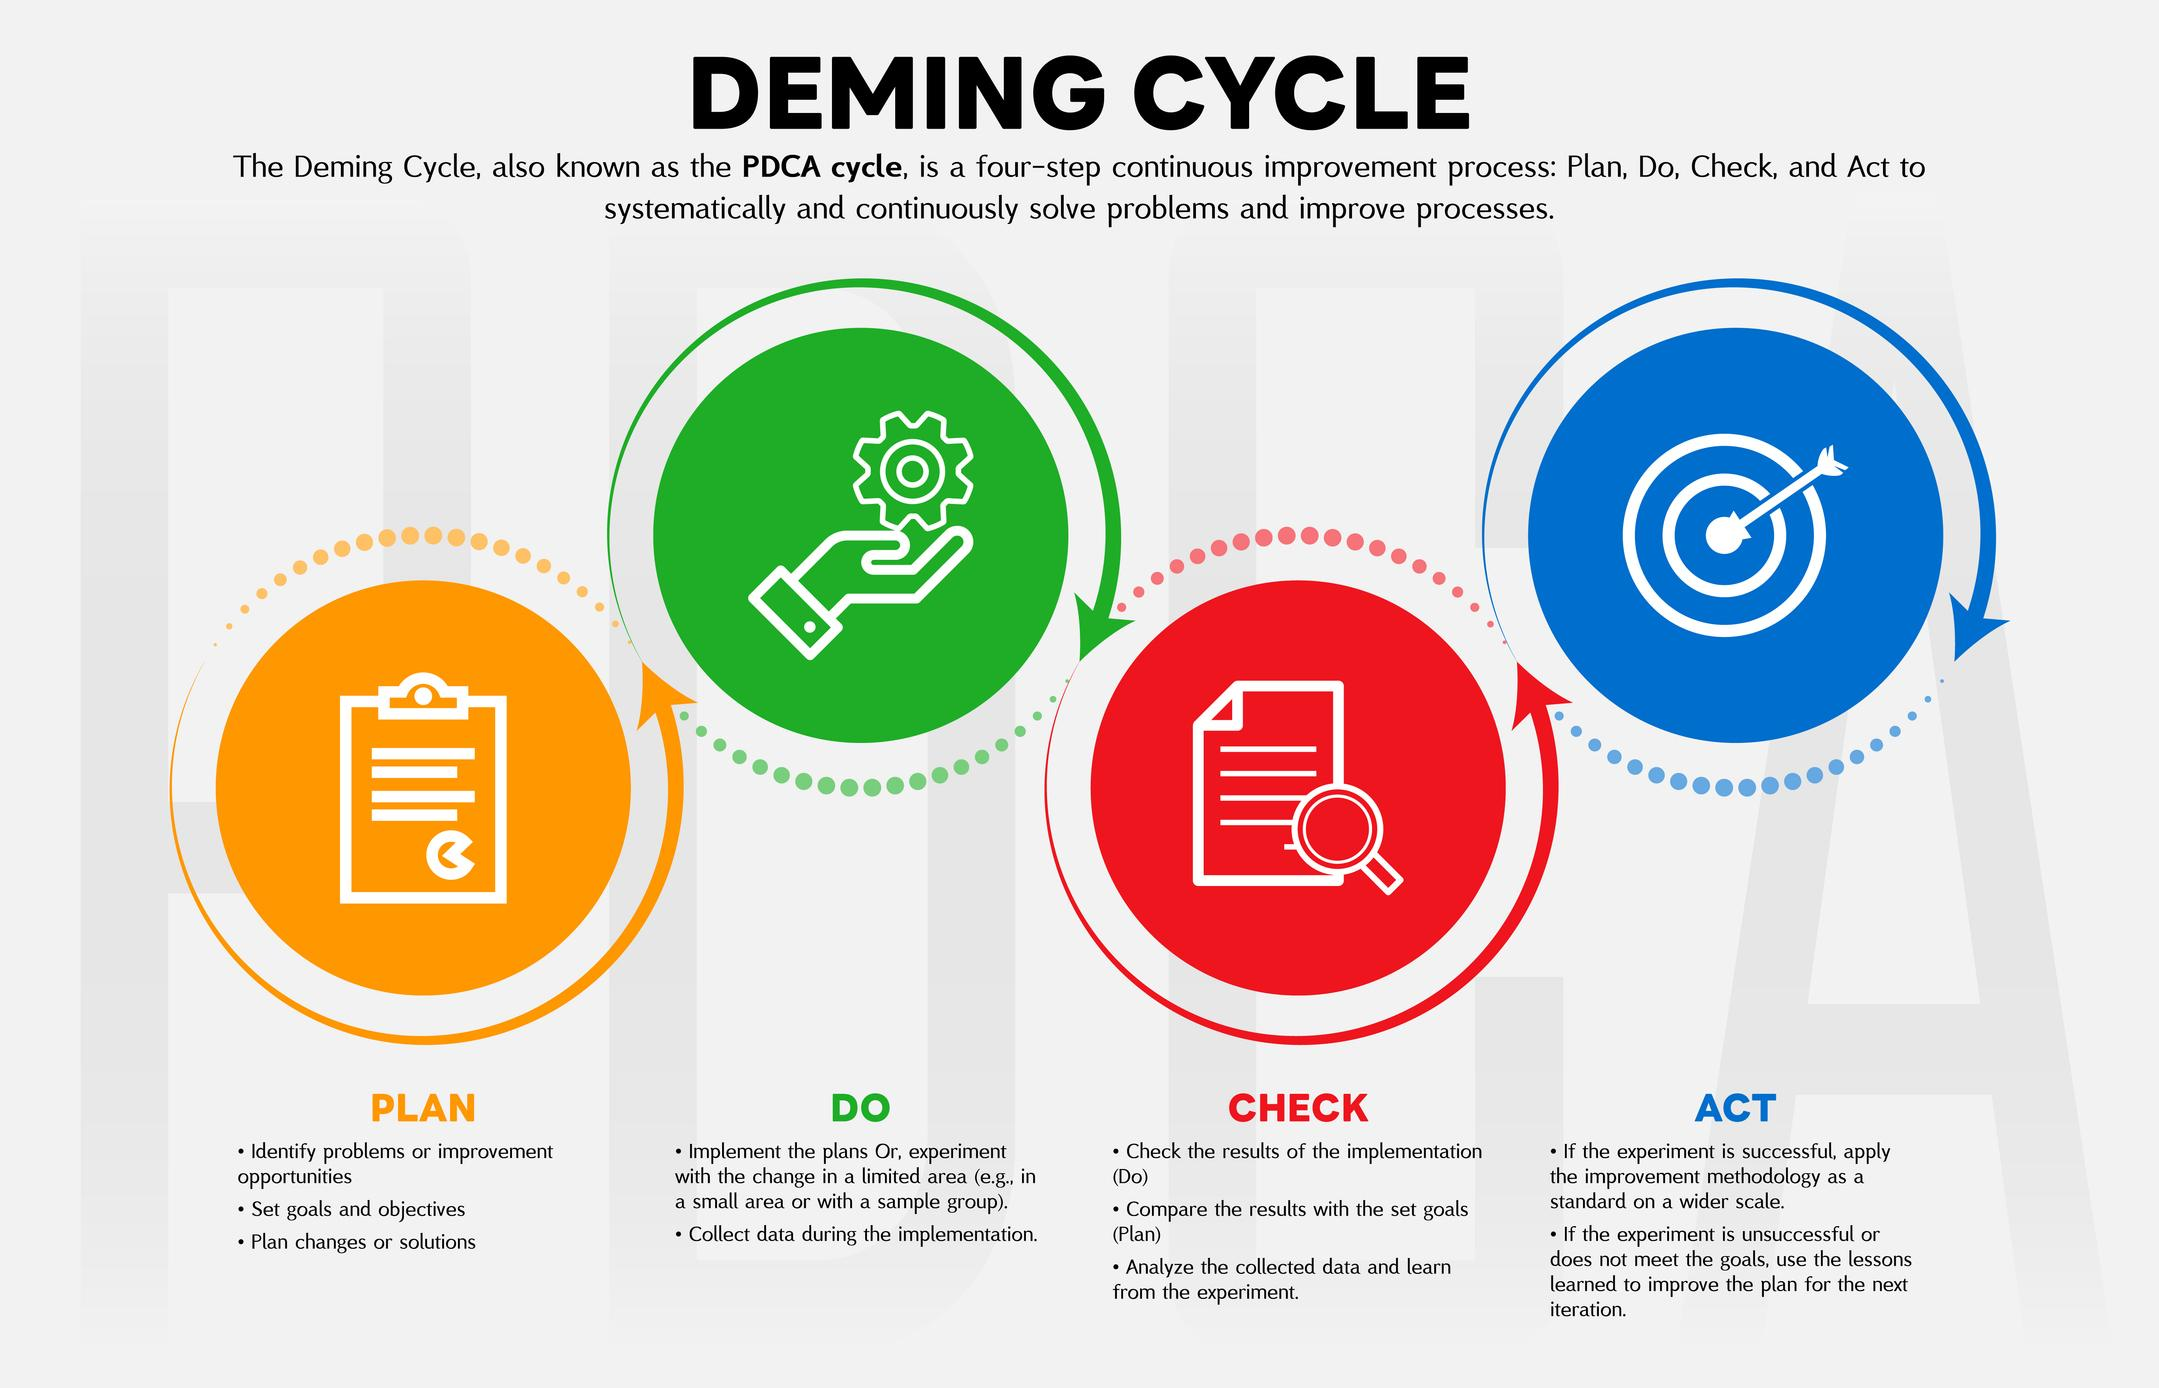 DEMING CYCLE
The Deming Cycle, also known as the PDCA cycle, is a four-step continuous improvement process: Plan, Do, Check, and Act to
systematically and continuously solve problems and improve processes.
PDCA
PLAN
• Identify problems or improvement
opportunities
• Set goals and objectives
• Plan changes or solutions
DO
• Implement the plans Or, experiment
with the change in a limited area (e.g., in
a small area or with a sample group).
• Collect data during the implementation.
CHECK
• Check the results of the implementation
(Do)
• Compare the results with the set goals
(Plan)
• Analyze the collected data and learn
from the experiment.
ACT
• If the experiment is successful, apply
the improvement methodology as a
standard on a wider scale.
• If the experiment is unsuccessful or
does not meet the goals, use the lessons
learned to improve the plan for the next
iteration.